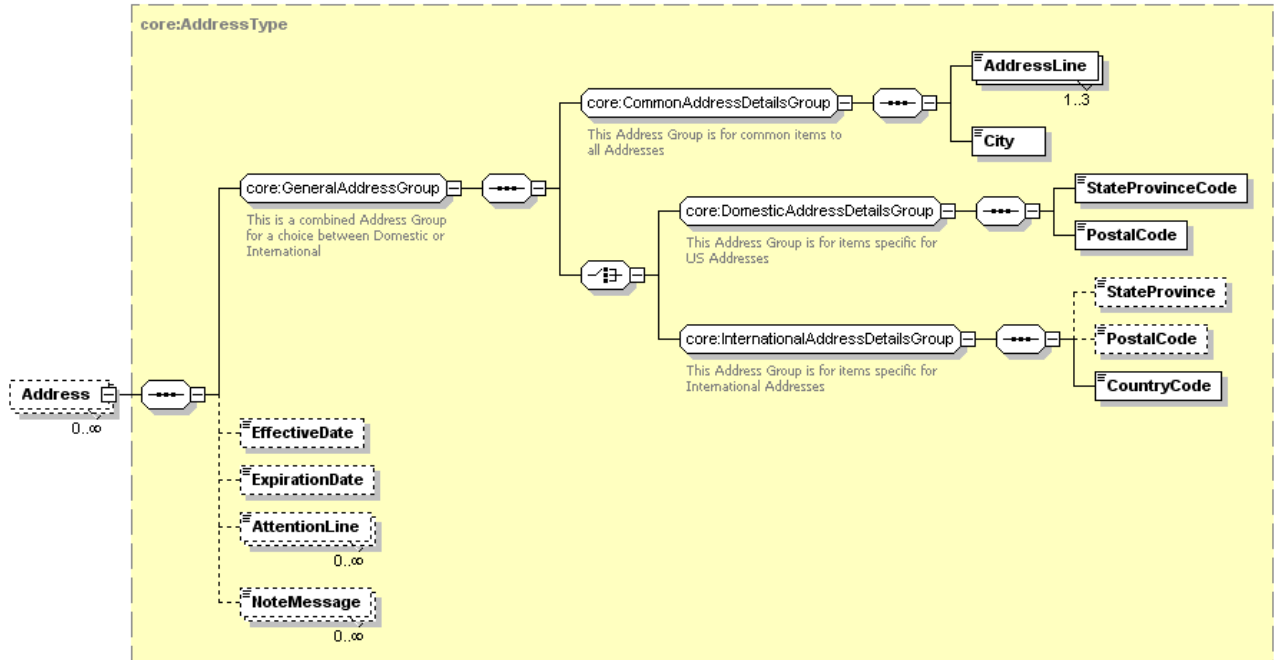 core:AddressType
AddressLine
1..3
core:CommonAddressDetailsGroup
This Address Group is for common items to
all Addresses
City
core:GeneralAddressGroup
This is a combined Address Group
for a choice between Domestic or
International
StateProvinceCode
core:DomesticAddressDetailsGroup
This Address Group is for items specific for
US Addresses
PostalCode
StateProvince
core:InternationalAddressDetailsGroup
This Address Group is for items specific for
International Addresses
PostalCode
CountryCode
Address
0..∞
EffectiveDate
ExpirationDate
AttentionLine
0..∞
NoteMessage
0..∞